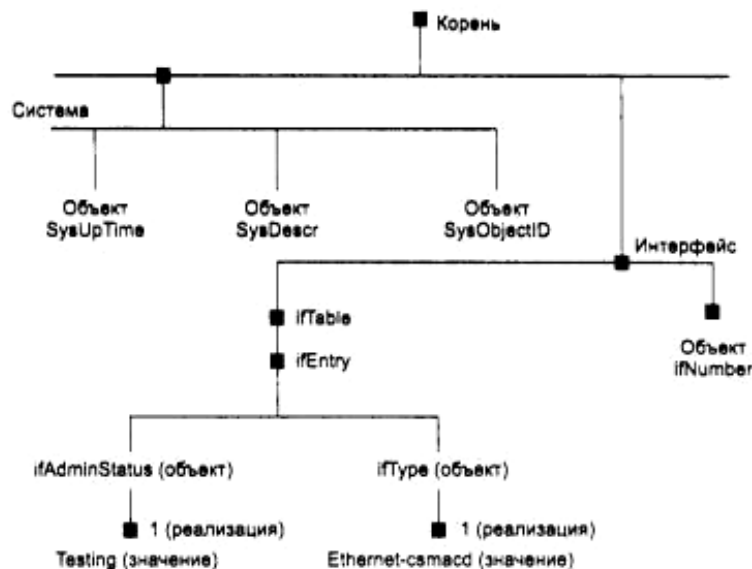 Корень
Система
Объект
SysUpTime
Объект
SysDescr
Объект
SysObjectID
Интерфейс
ifTable
ifEntry
Объект
ifNumber
ifAdminStatus (объект)
ifType (объект)
1 (реализация)
1 (реализация)
Testing (значение)
Ethernet-csmacd (значение)